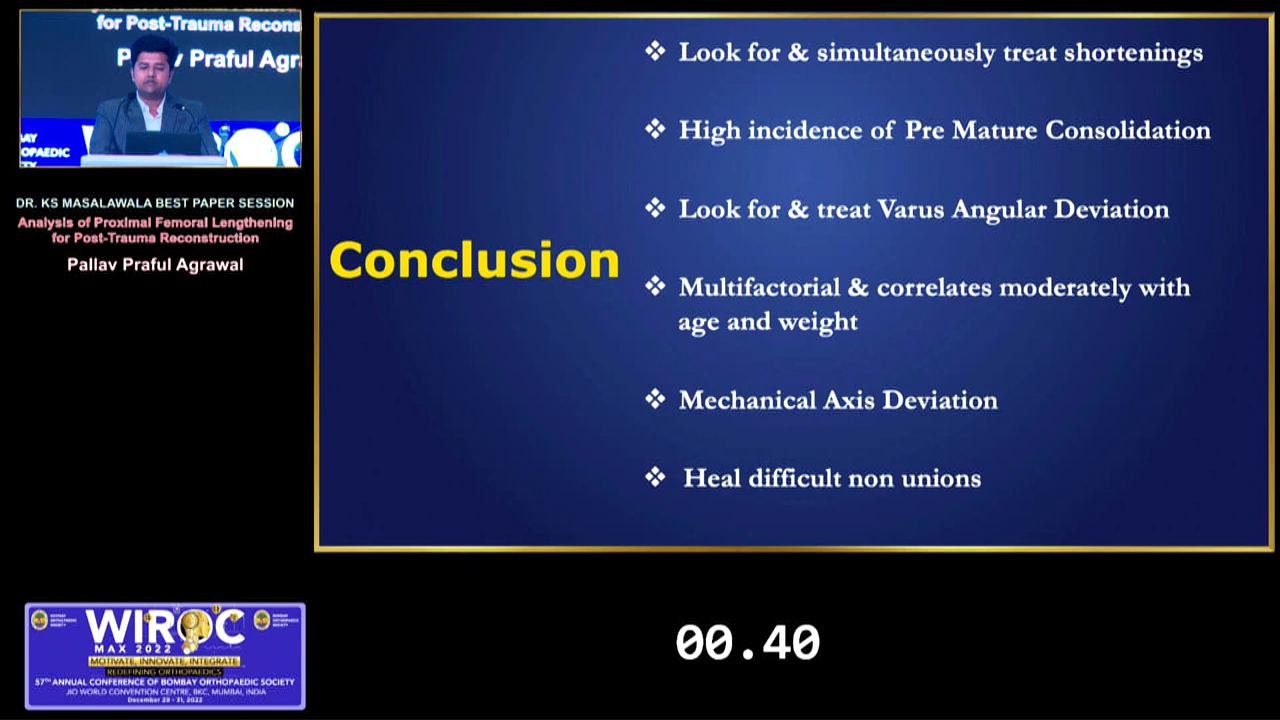 for Post-Trauma Recons
Praful Agra
DR. KS MASALAWALA BEST PAPER SESSION
Analysis of Proximal Femoral Lengthening
for Post-Trauma Reconstruction
Pallav Praful Agrawal
Conclusion
❖ Look for & simultaneously treat shortenings
❖ High incidence of Pre Mature Consolidation
❖ Look for & treat Varus Angular Deviation
❖ Multifactorial & correlates moderately with
age and weight
❖ Mechanical Axis Deviation
❖ Heal difficult non unions
00.40
WIROC
MAX 2022
MOTIVATE, INNOVATE, INTEGRATE
REDEFINING ORTHOPAEDICS
57TH ANNUAL CONFERENCE OF BOMBAY ORTHOPAEDIC SOCIETY
JIO WORLD CONVENTION CENTRE, BKC, MUMBAI, INDIA
December 29 - 31, 2022